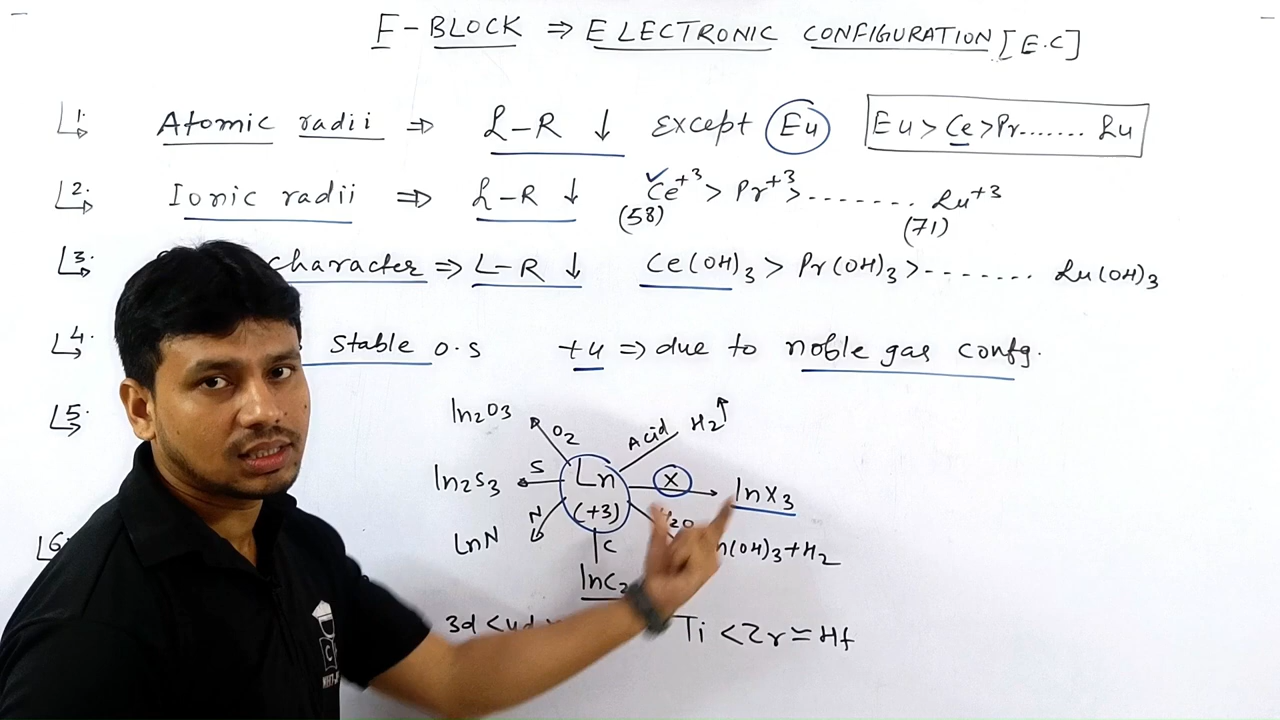 F-BLOCK ⇒ ELECTRONIC CONFIGURATION [E.C]
1. Atomic radii ⇒ L-R ↓ Except Eu Eu > Ce > Pr....... Lu
2. Ionic radii ⇒ L-R ↓ Ce+3 > Pr+3 > -------. Lu+3
(58) (71)
3. character ⇒ L-R ↓ Ce(OH)3 > Pr(OH)3 > -....... Lu(OH)3
4. Stable O.S +4 ⇒ due to noble gas confg.
5.
ln2O3 O2 Acid H2↑
ln2S3 S Ln X lnX3
(+3)
LnN N H2O n(OH)3 + H2
C
lnC2
6.
3d < 4d Ti < Zr ≃ Hf